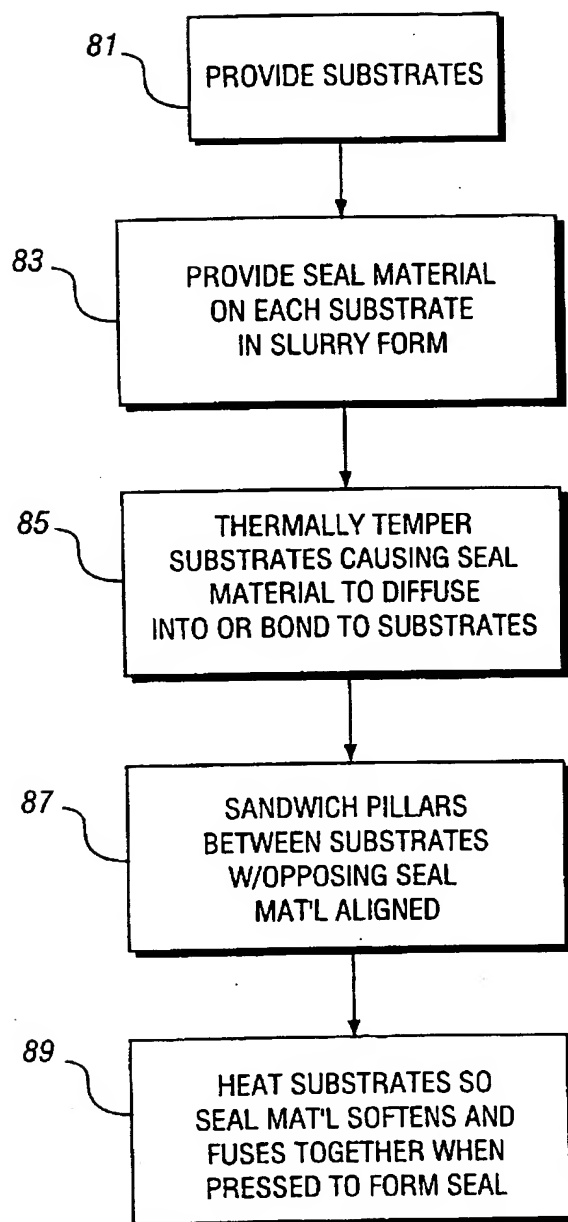 81
PROVIDE SUBSTRATES
83
PROVIDE SEAL MATERIAL
ON EACH SUBSTRATE
IN SLURRY FORM
85
THERMALLY TEMPER
SUBSTRATES CAUSING SEAL
MATERIAL TO DIFFUSE
INTO OR BOND TO SUBSTRATES
87
SANDWICH PILLARS
BETWEEN SUBSTRATES
W/OPPOSING SEAL
MAT'L ALIGNED
89
HEAT SUBSTRATES SO
SEAL MAT'L SOFTENS AND
FUSES TOGETHER WHEN
PRESSED TO FORM SEAL